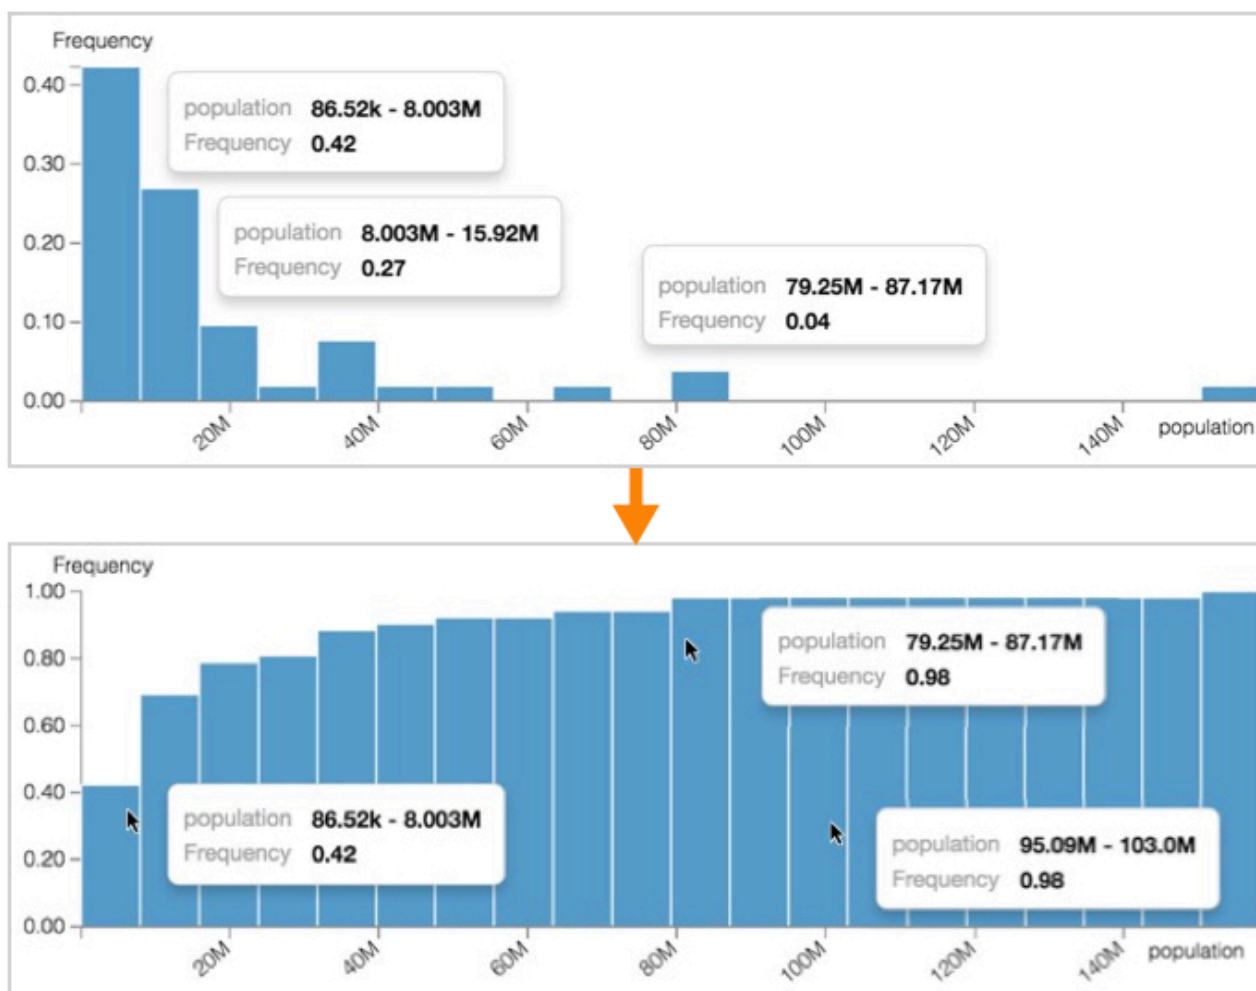 Frequency
0.40
0.30
0.20
0.10
0.00
population 86.52k - 8.003M
Frequency 0.42
population 8.003M - 15.92M
Frequency 0.27
population 79.25M - 87.17M
Frequency 0.04
20M
40M
60M
80M
100M
120M
140M
population
Frequency
1.00
0.80
0.60
0.40
0.20
0.00
population 79.25M - 87.17M
Frequency 0.98
population 86.52k - 8.003M
Frequency 0.42
population 95.09M - 103.0M
Frequency 0.98
20M
40M
60M
80M
100M
120M
140M
population